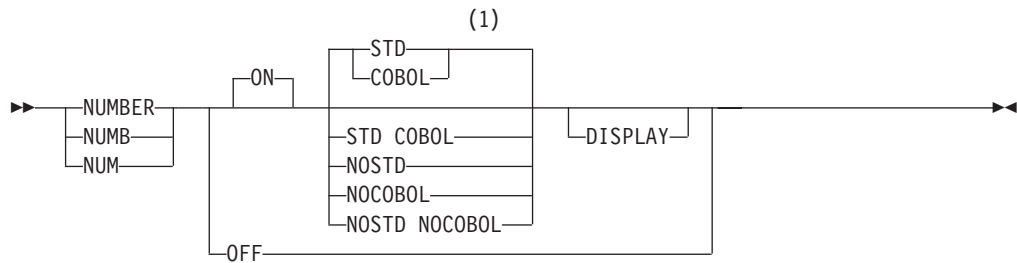 (1)
STD
ON COBOL
NUMBER
NUMB STD COBOL DISPLAY
NUM NOSTD
NOCOBOL
NOSTD NOCOBOL
OFF